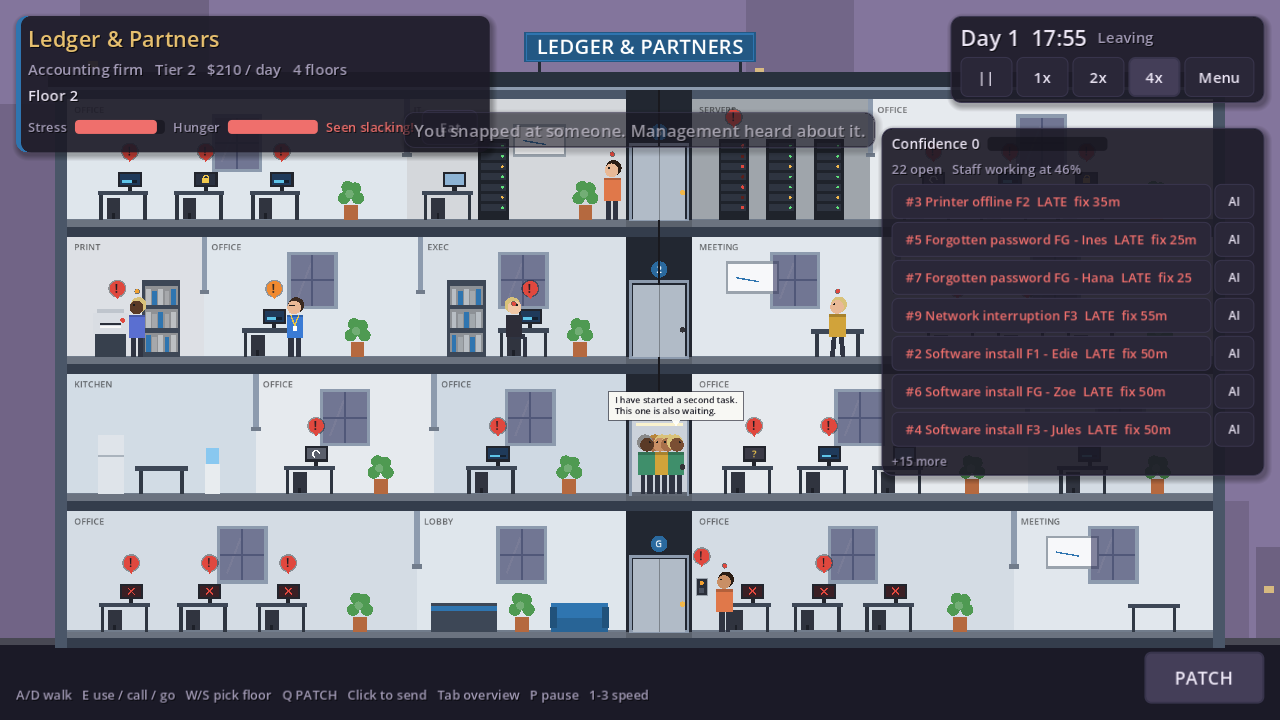 Ledger & Partners
Accounting firm Tier 2 $210 / day 4 floors
Floor 2
Stress Hunger Seen slacking
LEDGER & PARTNERS
Day 1 17:55 Leaving
|| 1x 2x 4x Menu
You snapped at someone. Management heard about it.
SERVERS
OFFICE
Confidence 0
22 open Staff working at 46%
#3 Printer offline F2 LATE fix 35m AI
#5 Forgotten password FG - Ines LATE fix 25m AI
#7 Forgotten password FG - Hana LATE fix 25 AI
#9 Network interruption F3 LATE fix 55m AI
#2 Software install F1 - Edie LATE fix 50m AI
#6 Software install FG - Zoe LATE fix 50m AI
#4 Software install F3 - Jules LATE fix 50m AI
+15 more
PRINT
OFFICE
EXEC
2
MEETING
KITCHEN
OFFICE
OFFICE
I have started a second task.
This one is also waiting.
OFFICE
OFFICE
LOBBY
G
OFFICE
MEETING
A/D walk E use / call / go W/S pick floor Q PATCH Click to send Tab overview P pause 1-3 speed
PATCH